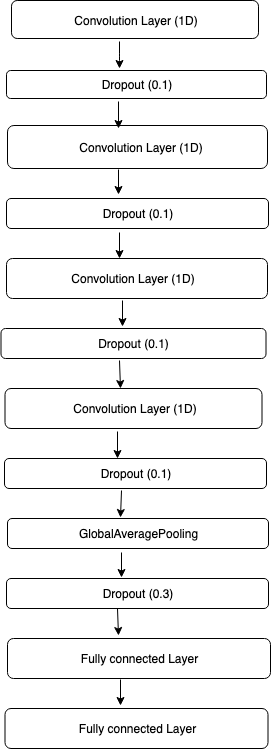 Convolution Layer (1D)
Dropout (0.1)
Convolution Layer (1D)
Dropout (0.1)
Convolution Layer (1D)
Dropout (0.1)
Convolution Layer (1D)
Dropout (0.1)
GlobalAveragePooling
Dropout (0.3)
Fully connected Layer
Fully connected Layer